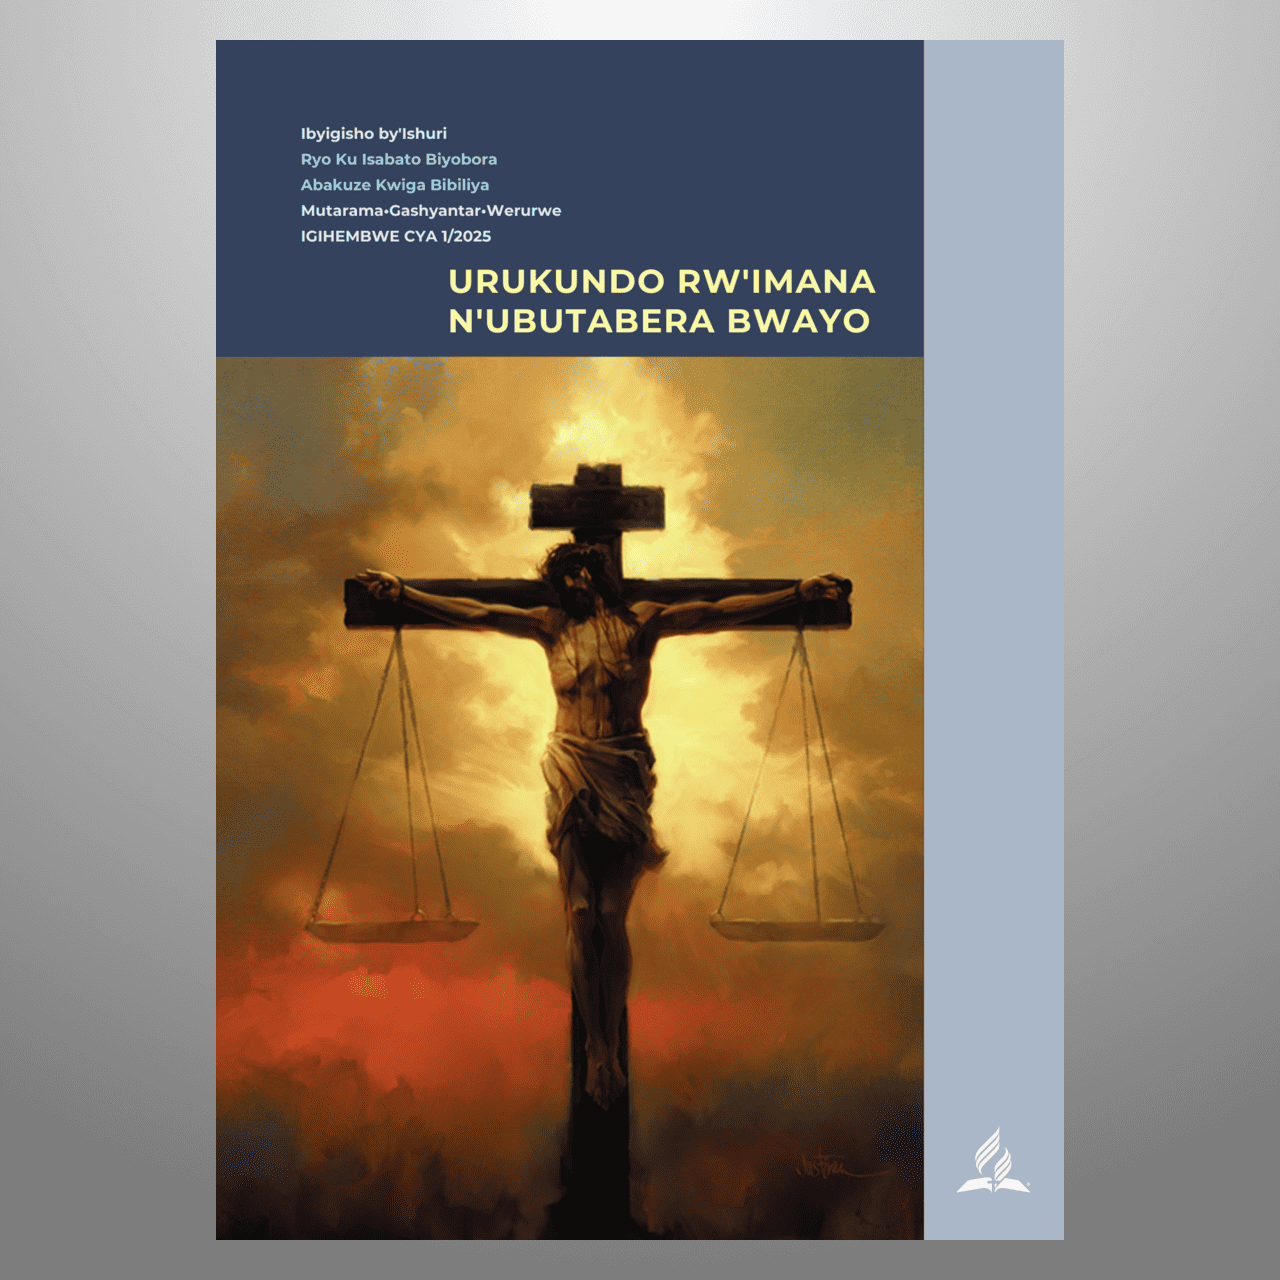 Ibyigisho by'Ishuri
Ryo Ku Isabato Biyobora
Abakuze Kwiga Bibiliya
Mutarama•Gashyantar•Werurwe
IGIHEMBWE CYA 1/2025
URUKUNDO RW'IMANA
N'UBUTABERA BWAYO